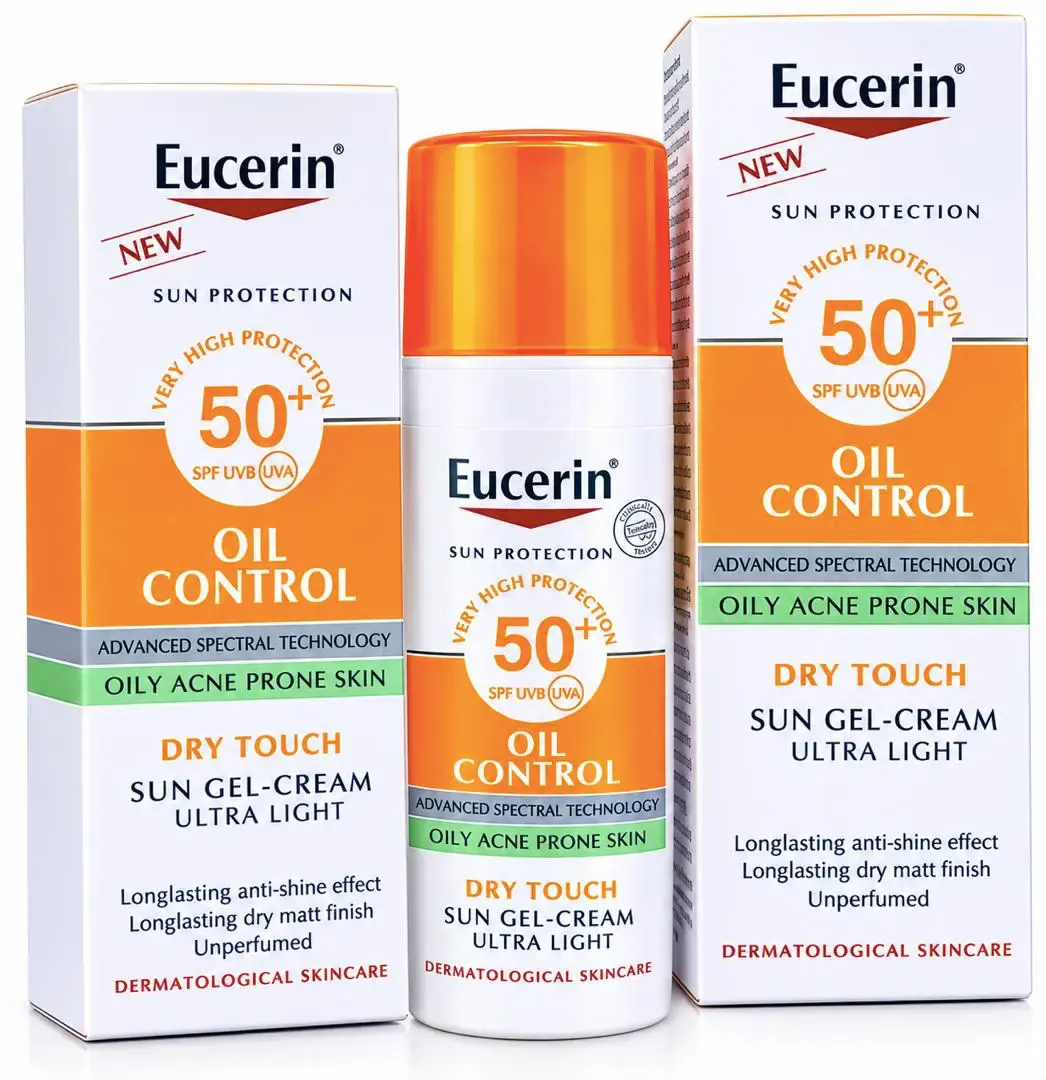 Eucerin®
NEW
SUN PROTECTION
VERY HIGH PROTECTION
50+
SPF UVB UVA
OIL
CONTROL
ADVANCED SPECTRAL TECHNOLOGY
OILY ACNE PRONE SKIN
DRY TOUCH
SUN GEL-CREAM
ULTRA LIGHT
Longlasting anti-shine effect
Longlasting dry matt finish
Unperfumed
DERMATOLOGICAL SKINCARE
Eucerin®
SUN PROTECTION
VERY HIGH PROTECTION
50+
SPF UVB UVA
OIL
CONTROL
ADVANCED SPECTRAL TECHNOLOGY
OILY ACNE PRONE SKIN
DRY TOUCH
SUN GEL-CREAM
ULTRA LIGHT
DERMATOLOGICAL SKINCARE
Eucerin®
NEW
SUN PROTECTION
VERY HIGH PROTECTION
50+
SPF UVB UVA
OIL
CONTROL
ADVANCED SPECTRAL TECHNOLOGY
OILY ACNE PRONE SKIN
DRY TOUCH
SUN GEL-CREAM
ULTRA LIGHT
Longlasting anti-shine effect
Longlasting dry matt finish
Unperfumed
DERMATOLOGICAL SKINCARE